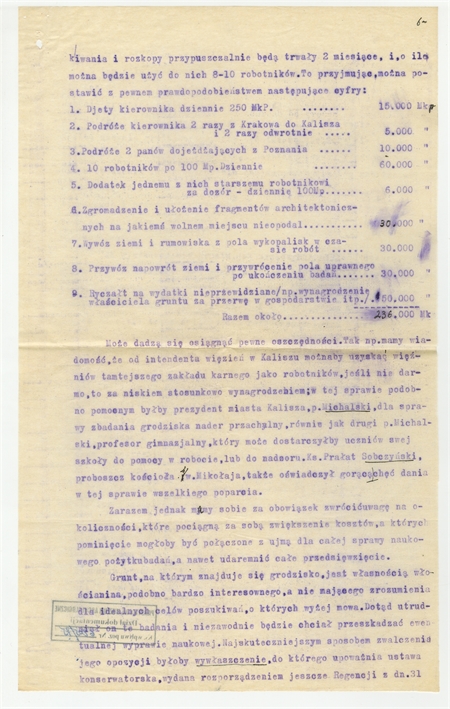 6-
kiwania i rozkopy przypuszczalnie będą trwały 2 miesiące, i,o ile
można będzie użyć do nich 8-10 robotników.To przyjmując,można po-
stawić z pewnem prawdopodobieństwem następujące cyfry:
1. Djety kierownika dziennie 250 MkP. ........ 15.000 Mkp
2. Podróże kierownika 2 razy z Krakowa do Kalisza
i 2 razy odwrotnie ..... 5.000 "
3.Podróże 2 panów dojeżdżających z Poznania ..... 10.000 "
4. 10 robotników po 100 Mp.Dziennie ....... 60.000 "
5. Dodatek jednemu z nich starszemu robotnikowi
za dozór - dziennie 100Mp....... 6.000 "
6.Zgromadzenie i ułożenie fragmentów architektonicz-
nych na jakiemś wolnem miejscu nieopodal....... 30.000 "
7.Wywóz ziemi i rumowiska z pola wykopalisk w cza-
sie robót ..... 30.000 "
8. Przywóz napowrót ziemi i przywrócenie pola uprawnego
po ukończeniu badań....... 30.000 "
9. Ryczałt na wydatki nieprzewidziane/np.wynagrodzenie
właściciela gruntu za przerwę w gospodarstwie itp./. 50.000 "
Razem około............... 236.000 Mk
Może dadzą się osiągnąć pewne oszczędności.Tak np.mamy wia-
domość,że od intendenta więzień w Kaliszu możnaby uzyskać więź-
niów tamtejszego zakładu karnego jako robotników,jeśli nie dar-
mo,to za niskiem stosunkowo wynagrodzeniem;w tej sprawie podob-
no pomocnym byłby prezydent miasta Kalisza,p.Michalski,dla spra-
wy zbadania grodziska nader przychylny,równie jak drugi p.Michal-
ski,profesor gimnazjalny,który może dostarczyłby uczniów swej
szkoły do pomocy w robocie,lub do nadzoru.Ks.Prałat Sobczyński,
proboszcz kościoła św.Mikołaja,także oświadczył gorącą chęć dania
w tej sprawie wszelkiego poparcia.
Zarazem jednak mam sobie za obowiązek zwrócić uwagę na o-
koliczności,które pociągną za sobą zwiększenie kosztów,a których
pominięcie mogłoby być połączone z ujmą dla całej sprawy nauko-
wego pożytku badań,a nawet udaremnić całe przedsięwzięcie.
Grunt,na którym znajduje się grodzisko,jest własnością wło-
ścianina,podobno bardzo interesownego,a nie mającego zrozumienia
dla idealnych celów poszukiwań,o których wyżej mowa.Dotąd utrud-
niał on te badania i niezawodnie będzie chciał przeszkadzać ewen-
tualnej wyprawie naukowej.Najskuteczniejszym sposobem zwalczenia
jego opozycji byłoby wywłaszczenie,do którego upoważnia ustawa
konserwatorska,wydana rozporządzeniem jeszcze Regencji z dn.31